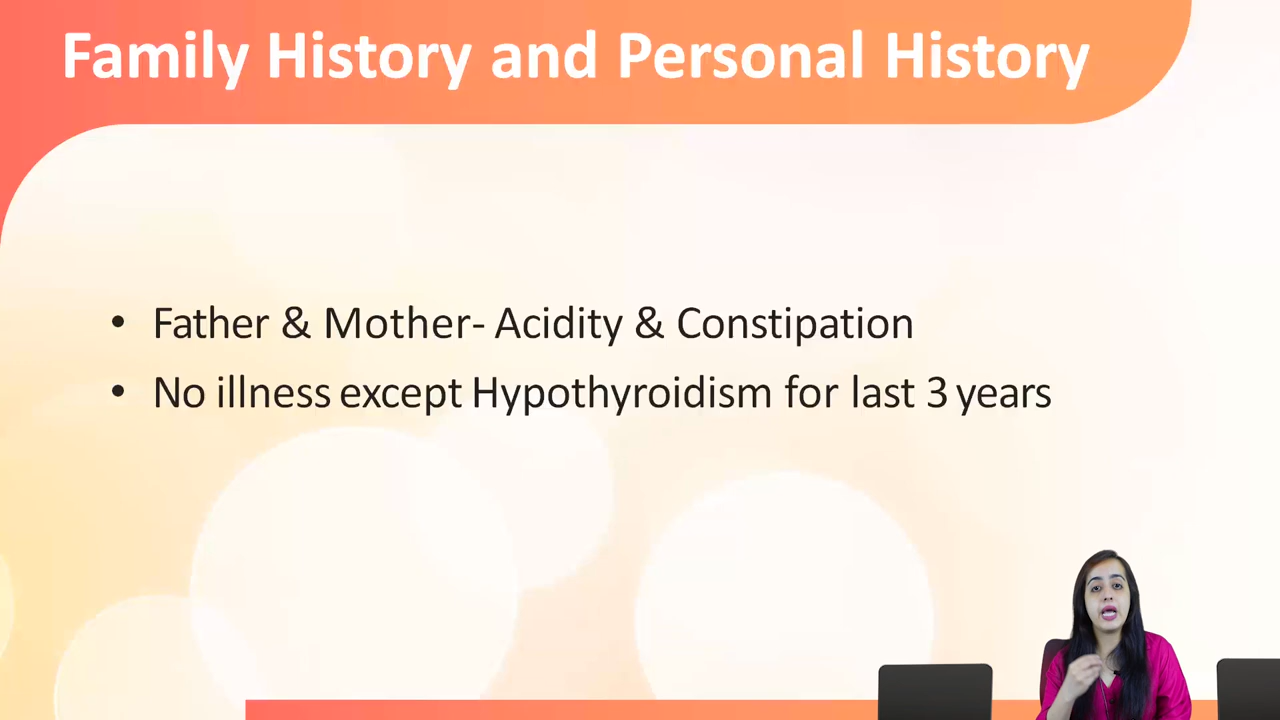 Family History and Personal History
• Father & Mother- Acidity & Constipation
• No illness except Hypothyroidism for last 3 years